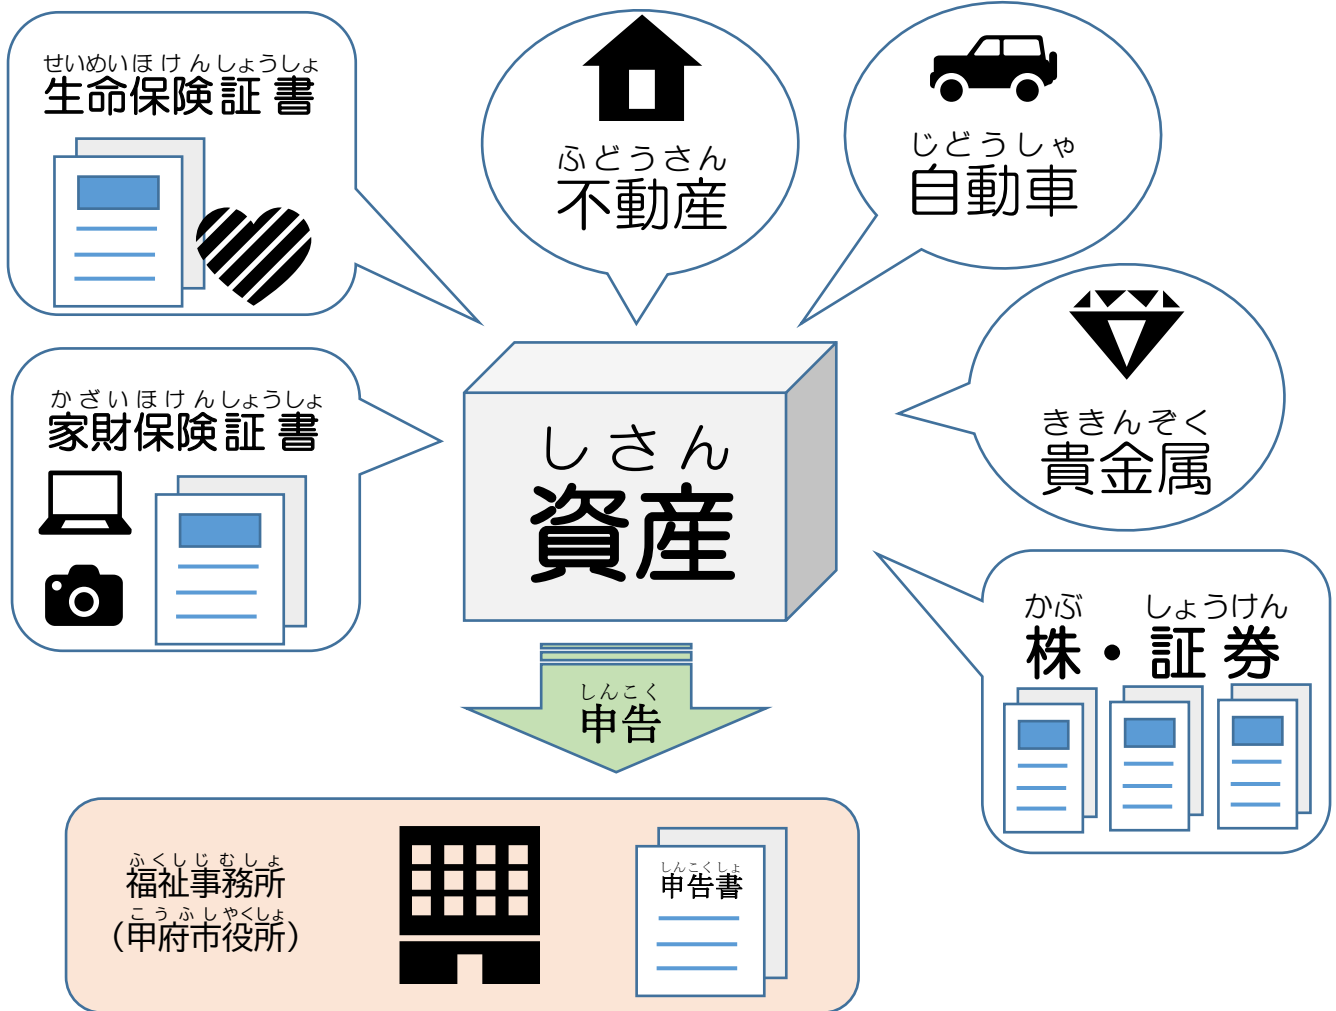 せいめいほけんしょうしょ
生命保険証書
ふどうさん
不動産
じどうしゃ
自動車
かざいほけんしょうしょ
家財保険証書
しさん
資産
ききんぞく
貴金属
かぶ しょうけん
株・証券
しんこく
申告
ふくしじむしょ
福祉事務所
こうふしやくしょ
(甲府市役所)
しんこくしょ
申告書